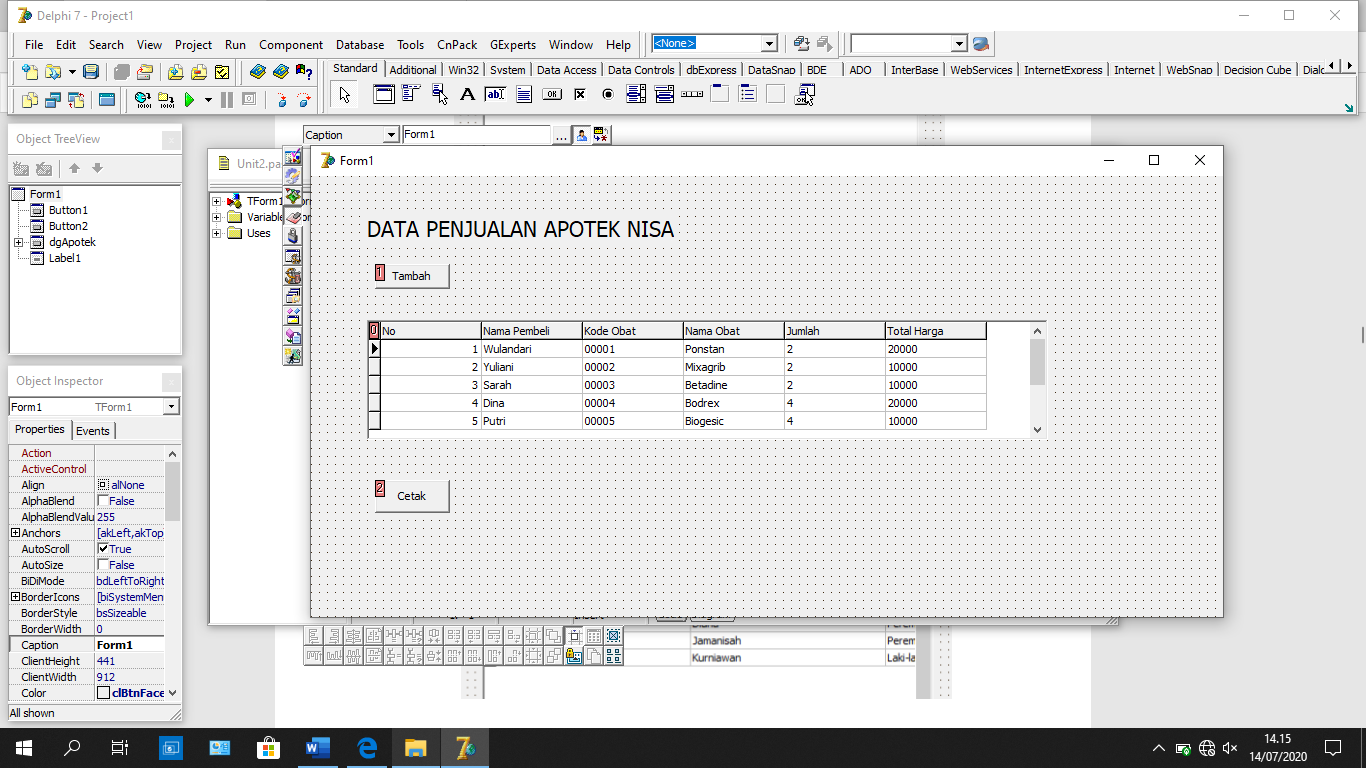 Delphi 7 - Project1
File Edit Search View Project Run Component Database Tools CnPack GExperts Window Help <None>
Standard Additional Win32 System Data Access Data Controls dbExpress DataSnap BDE ADO InterBase WebServices InternetExpress Internet WebSnap Decision Cube Dialc
Object TreeView
Form1
Button1
Button2
dgApotek
Label1
Caption Form1 ...
Unit2.pa
TForm1
Variable
Uses
Form1
DATA PENJUALAN APOTEK NISA
1 Tambah
0 No Nama Pembeli Kode Obat Nama Obat Jumlah Total Harga
1 Wulandari 00001 Ponstan 2 20000
2 Yuliani 00002 Mixagrib 2 10000
3 Sarah 00003 Betadine 2 10000
4 Dina 00004 Bodrex 4 20000
5 Putri 00005 Biogesic 4 10000
2 Cetak
Object Inspector
Form1 TForm1
Properties Events
Action
ActiveControl
Align alNone
AlphaBlend False
AlphaBlendValu 255
Anchors [akLeft,akTop
AutoScroll True
AutoSize False
BiDiMode bdLeftToRight
BorderIcons [biSystemMen
BorderStyle bsSizeable
BorderWidth 0
Caption Form1
ClientHeight 441
ClientWidth 912
Color clBtnFace
All shown
Jamanisah Perem
Kurniawan Laki-la
14.15
14/07/2020